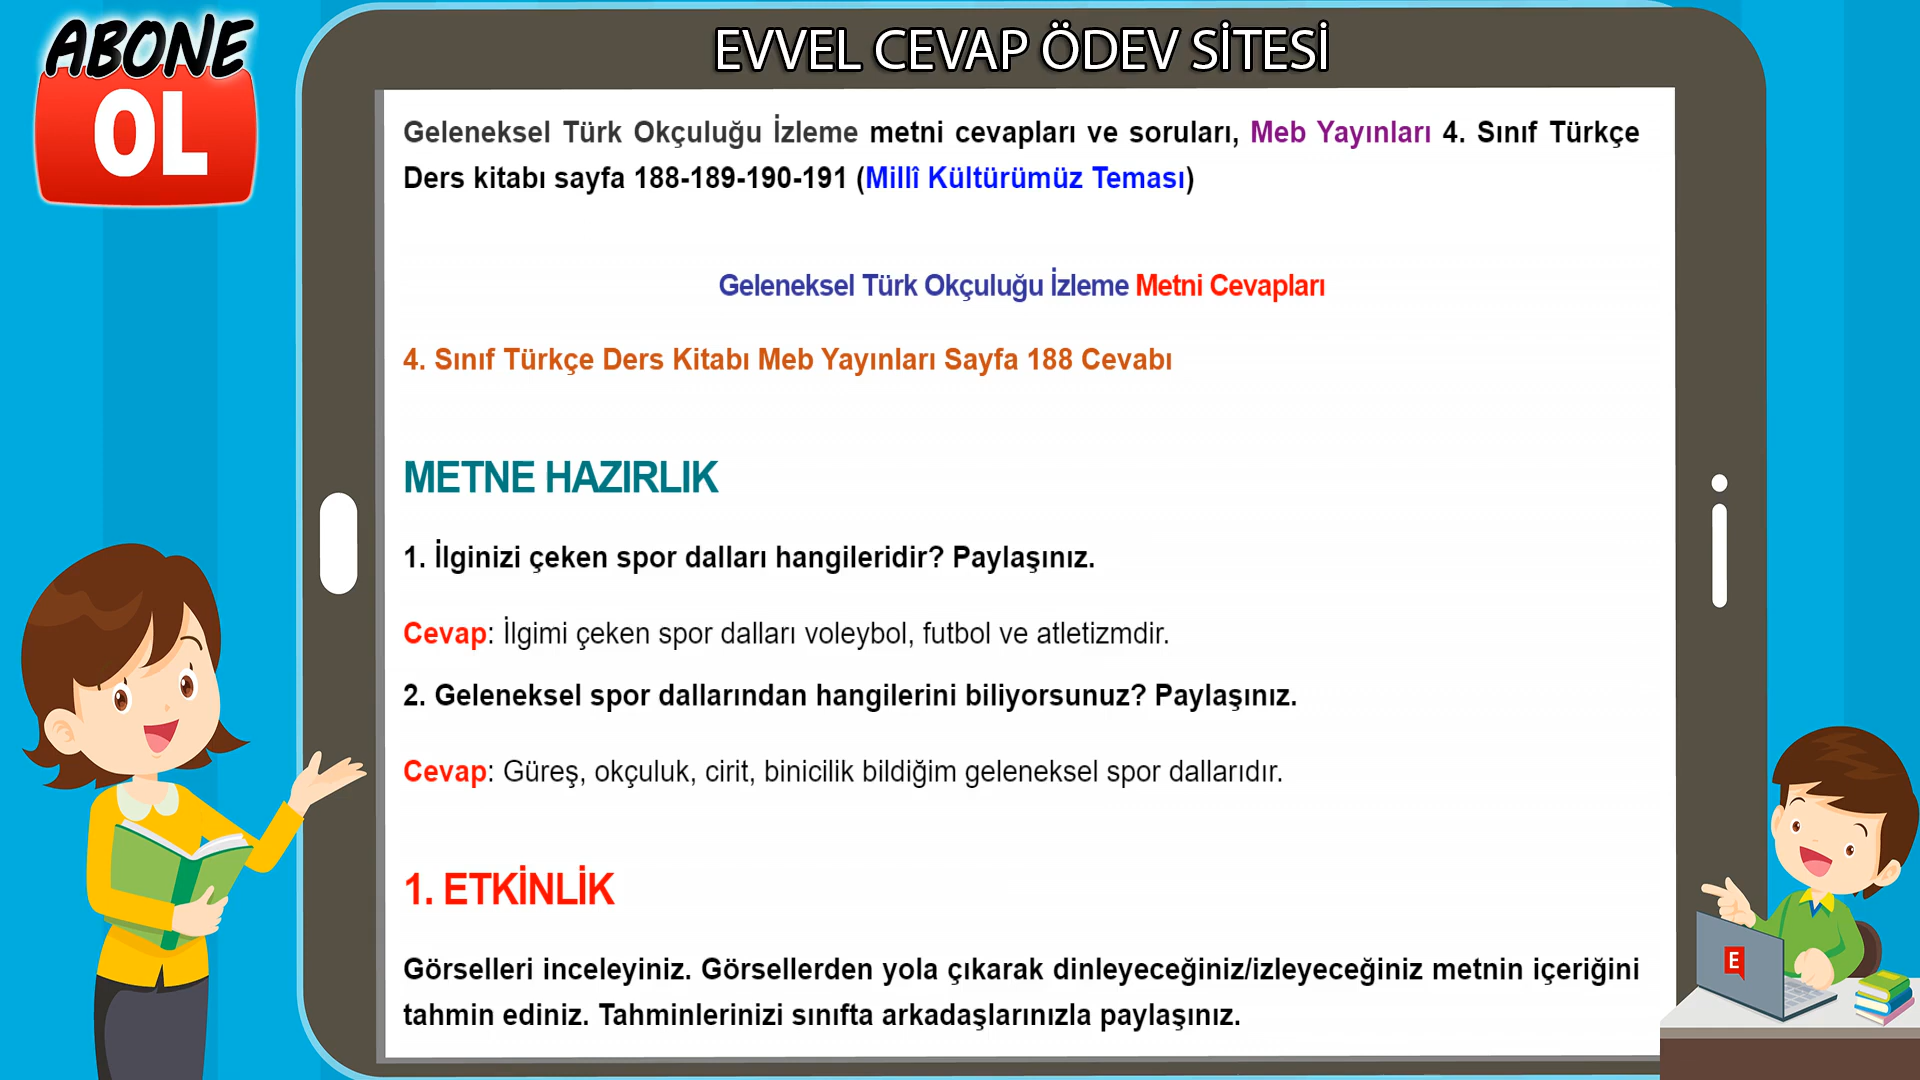 ABONE
OL
EVVEL CEVAP ÖDEV SİTESİ
Geleneksel Türk Okçuluğu İzleme metni cevapları ve soruları, Meb Yayınları 4. Sınıf Türkçe
Ders kitabı sayfa 188-189-190-191 (Millî Kültürümüz Teması)
Geleneksel Türk Okçuluğu İzleme Metni Cevapları
4. Sınıf Türkçe Ders Kitabı Meb Yayınları Sayfa 188 Cevabı
METNE HAZIRLIK
1. İlginizi çeken spor dalları hangileridir? Paylaşınız.
Cevap: İlgimi çeken spor dalları voleybol, futbol ve atletizmdir.
2. Geleneksel spor dallarından hangilerini biliyorsunuz? Paylaşınız.
Cevap: Güreş, okçuluk, cirit, binicilik bildiğim geleneksel spor dallarıdır.
1. ETKİNLİK
Görselleri inceleyiniz. Görsellerden yola çıkarak dinleyeceğiniz/izleyeceğiniz metnin içeriğini
tahmin ediniz. Tahminlerinizi sınıfta arkadaşlarınızla paylaşınız.
E